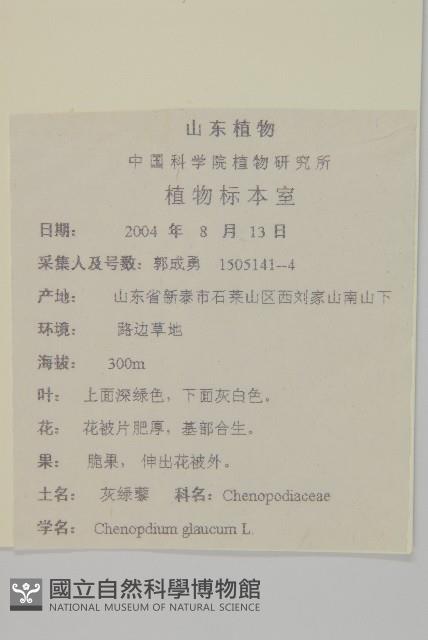 山东植物
中国科学院植物研究所
植物标本室
日期： 2004 年 8 月 13日
采集人及号数：郭成勇 1505141--4
产地： 山东省新泰市石莱山区西刘家山南山下
环境： 路边草地
海拔： 300m
叶： 上面深绿色，下面灰白色。
花： 花被片肥厚，基部合生。
果： 脆果， 伸出花被外。
土名： 灰绿藜 科名：Chenopodiaceae
学名： Chenopdium glaucum L.
國立自然科學博物館
NATIONAL MUSEUM OF NATURAL SCIENCE